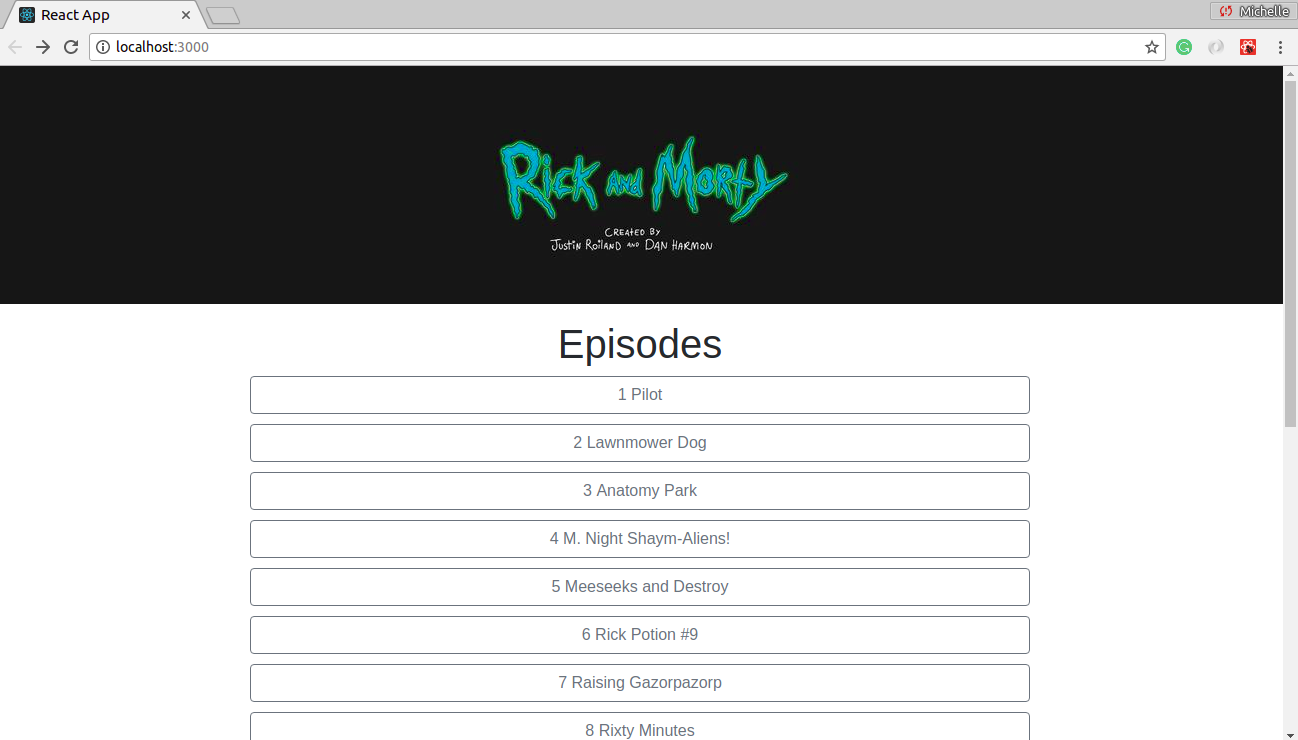 React App
Michelle
localhost:3000
Rick and Morty
CREATED BY
JUSTIN ROILAND AND DAN HARMON
Episodes
1 Pilot
2 Lawnmower Dog
3 Anatomy Park
4 M. Night Shaym-Aliens!
5 Meeseeks and Destroy
6 Rick Potion #9
7 Raising Gazorpazorp
8 Rixty Minutes